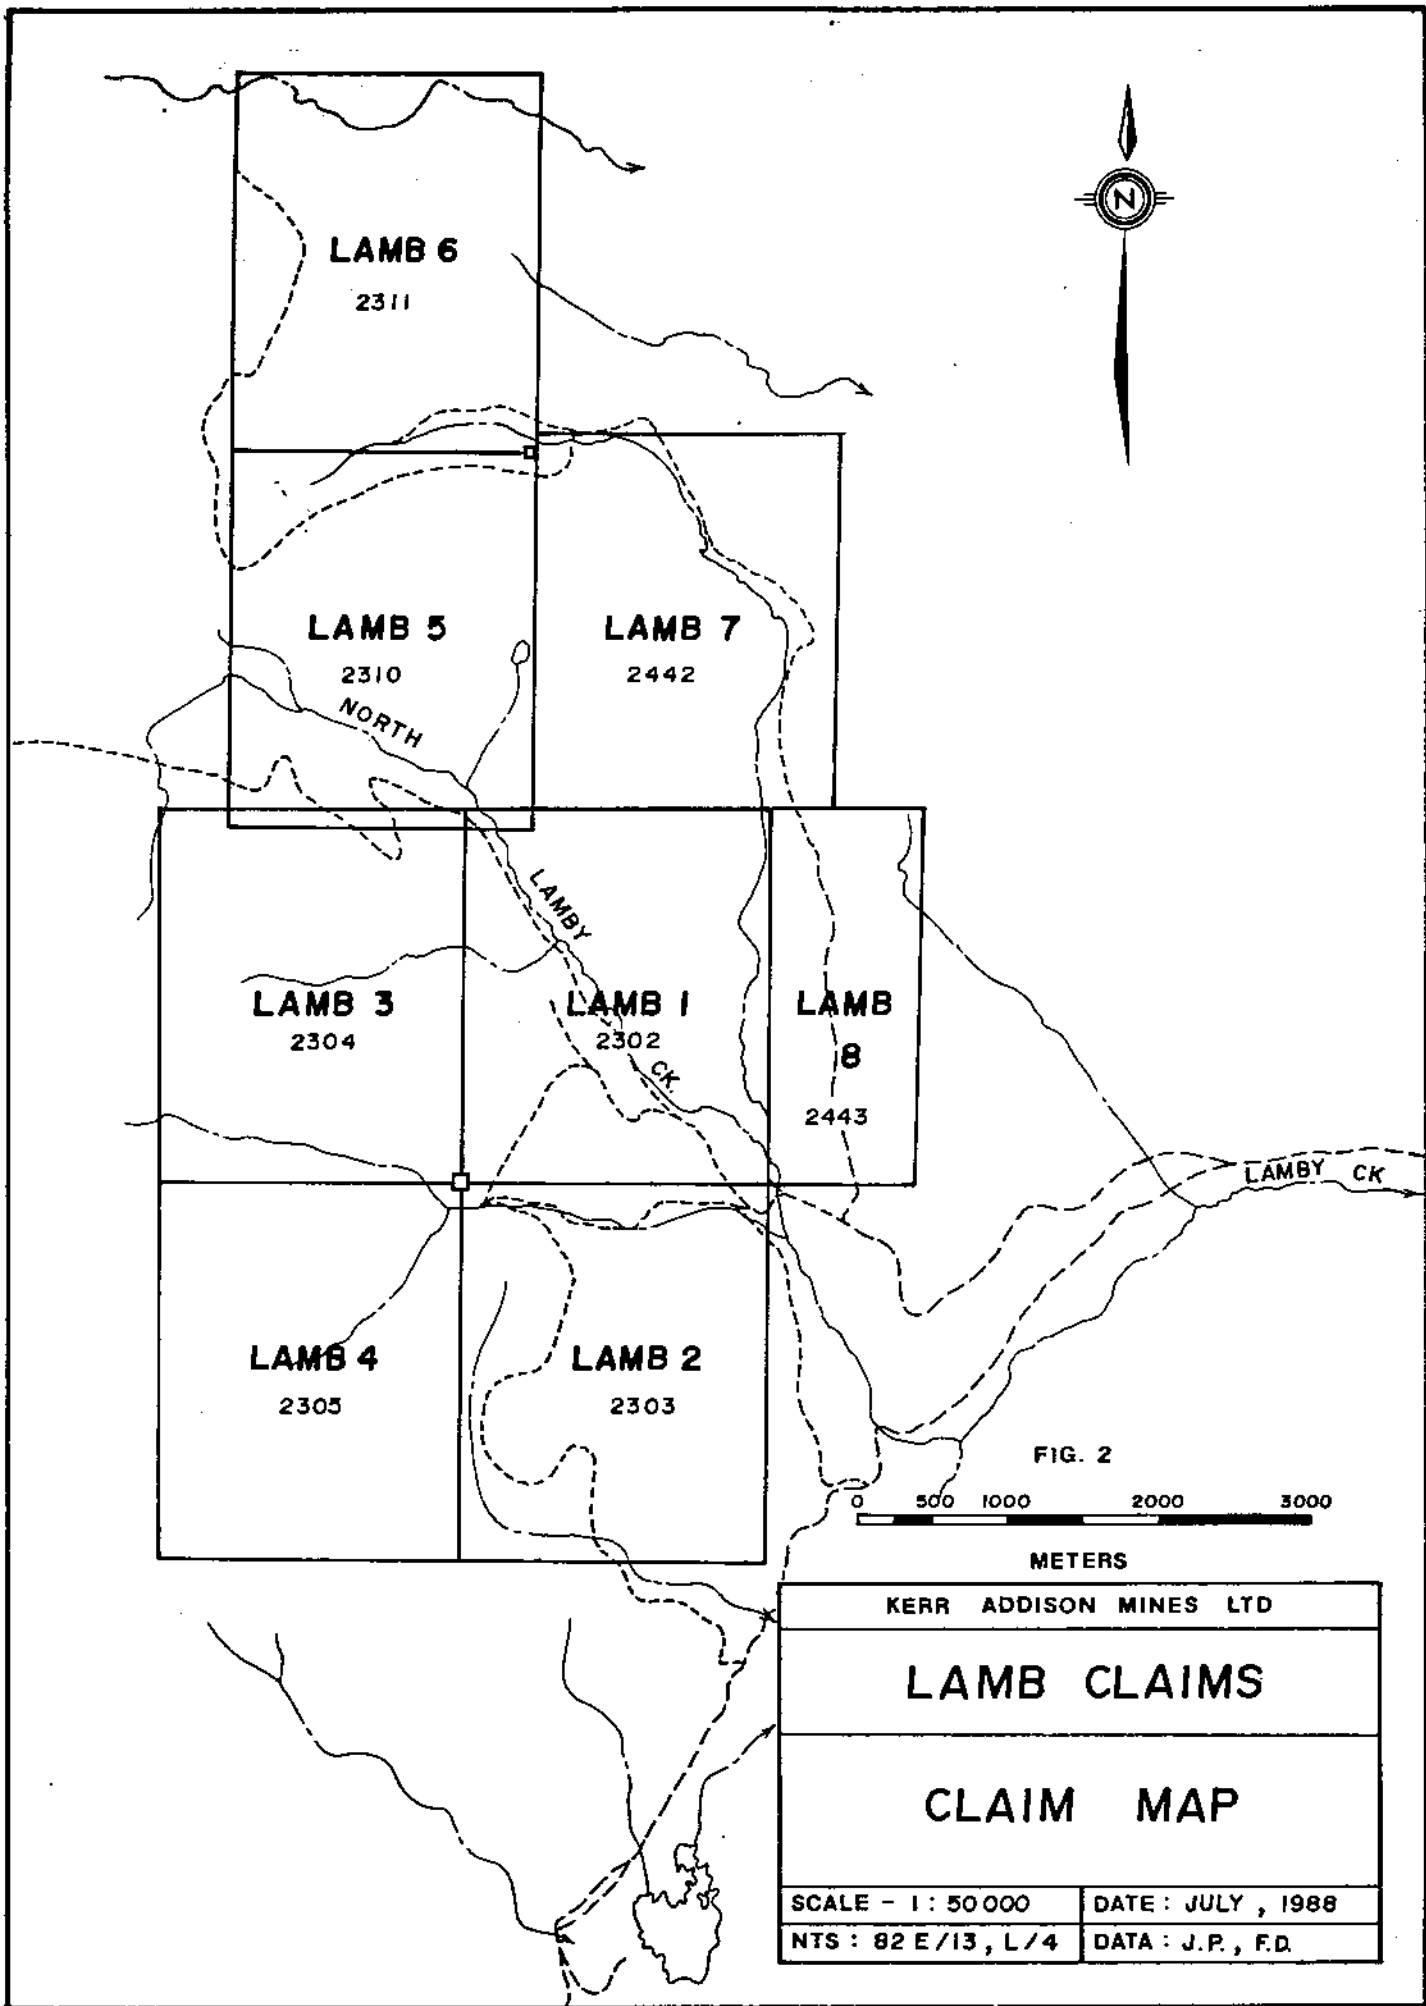 N
LAMB 6
2311
LAMB 5
2310
LAMB 7
2442
NORTH
LAMBY
CK.
LAMB 3
2304
LAMB 1
2302
LAMB
8
2443
LAMBY CK
LAMB 4
2305
LAMB 2
2303
FIG. 2
0 500 1000 2000 3000
METERS
KERR ADDISON MINES LTD
LAMB CLAIMS
CLAIM MAP
SCALE - 1 : 50 000
DATE : JULY , 1988
NTS : 82 E/13 , L/4
DATA : J.P. , F.D.